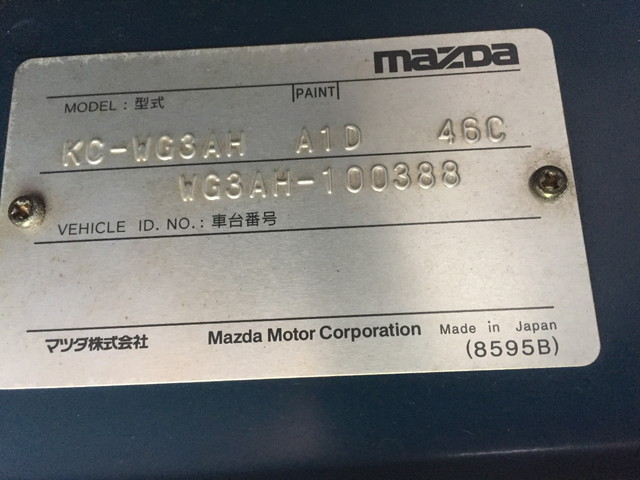 mazda
MODEL : 型式 PAINT
KC-WG3AH A1D 46C
WG3AH-100388
VEHICLE ID. NO. : 車台番号
マツダ株式会社 Mazda Motor Corporation Made in Japan
(8595B)